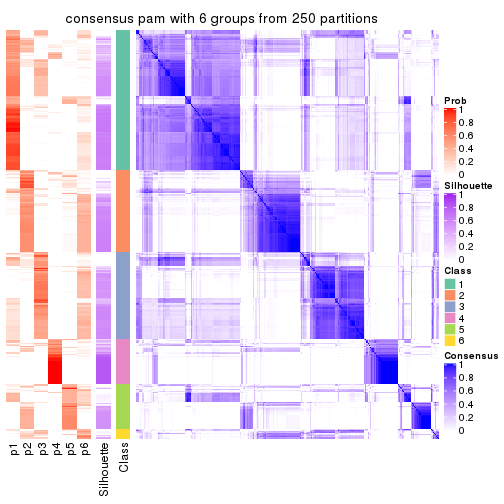 consensus pam with 6 groups from 250 partitions
Prob
1
0.8
0.6
0.4
0.2
0
Silhouette
1
0.8
0.6
0.4
0.2
0
Class
1
2
3
4
5
6
Consensus
1
0.8
0.6
0.4
0.2
0
p1
p2
p3
p4
p5
p6
Silhouette
Class